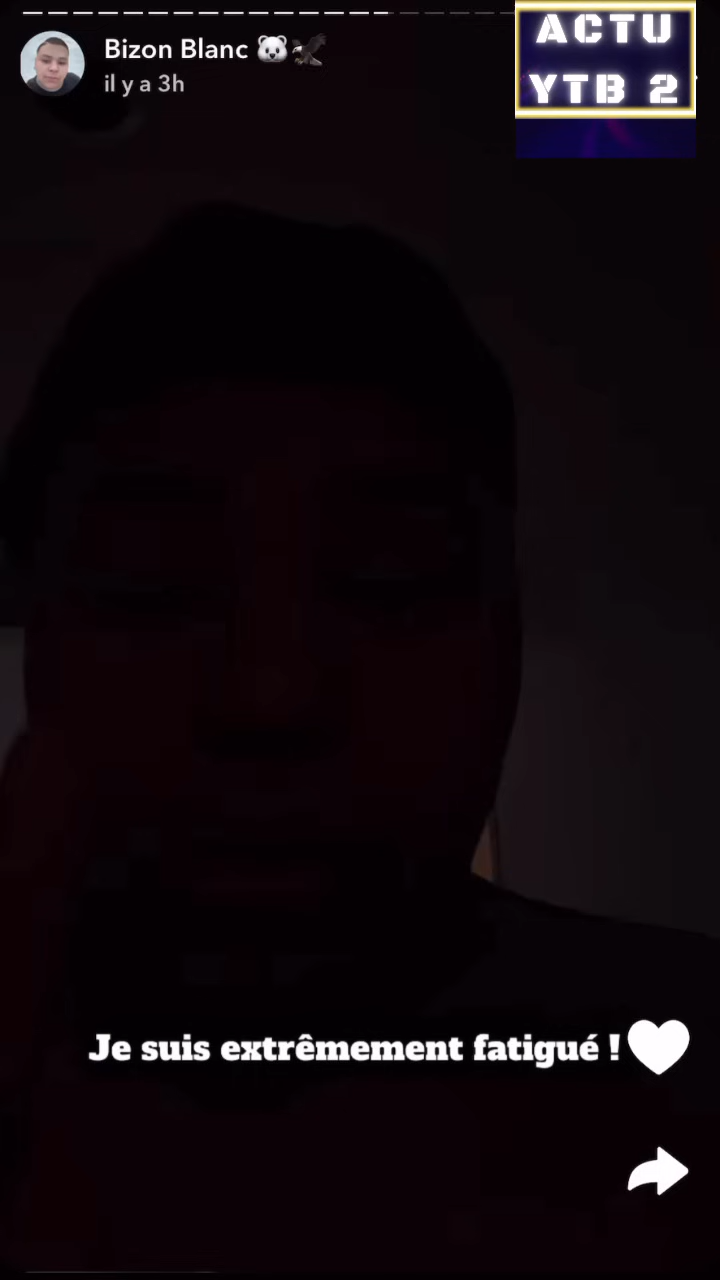 Bizon Blanc 🐻‍❄️🦅
il y a 3h
ACTU
YTB 2
Je suis extrêmement fatigué !